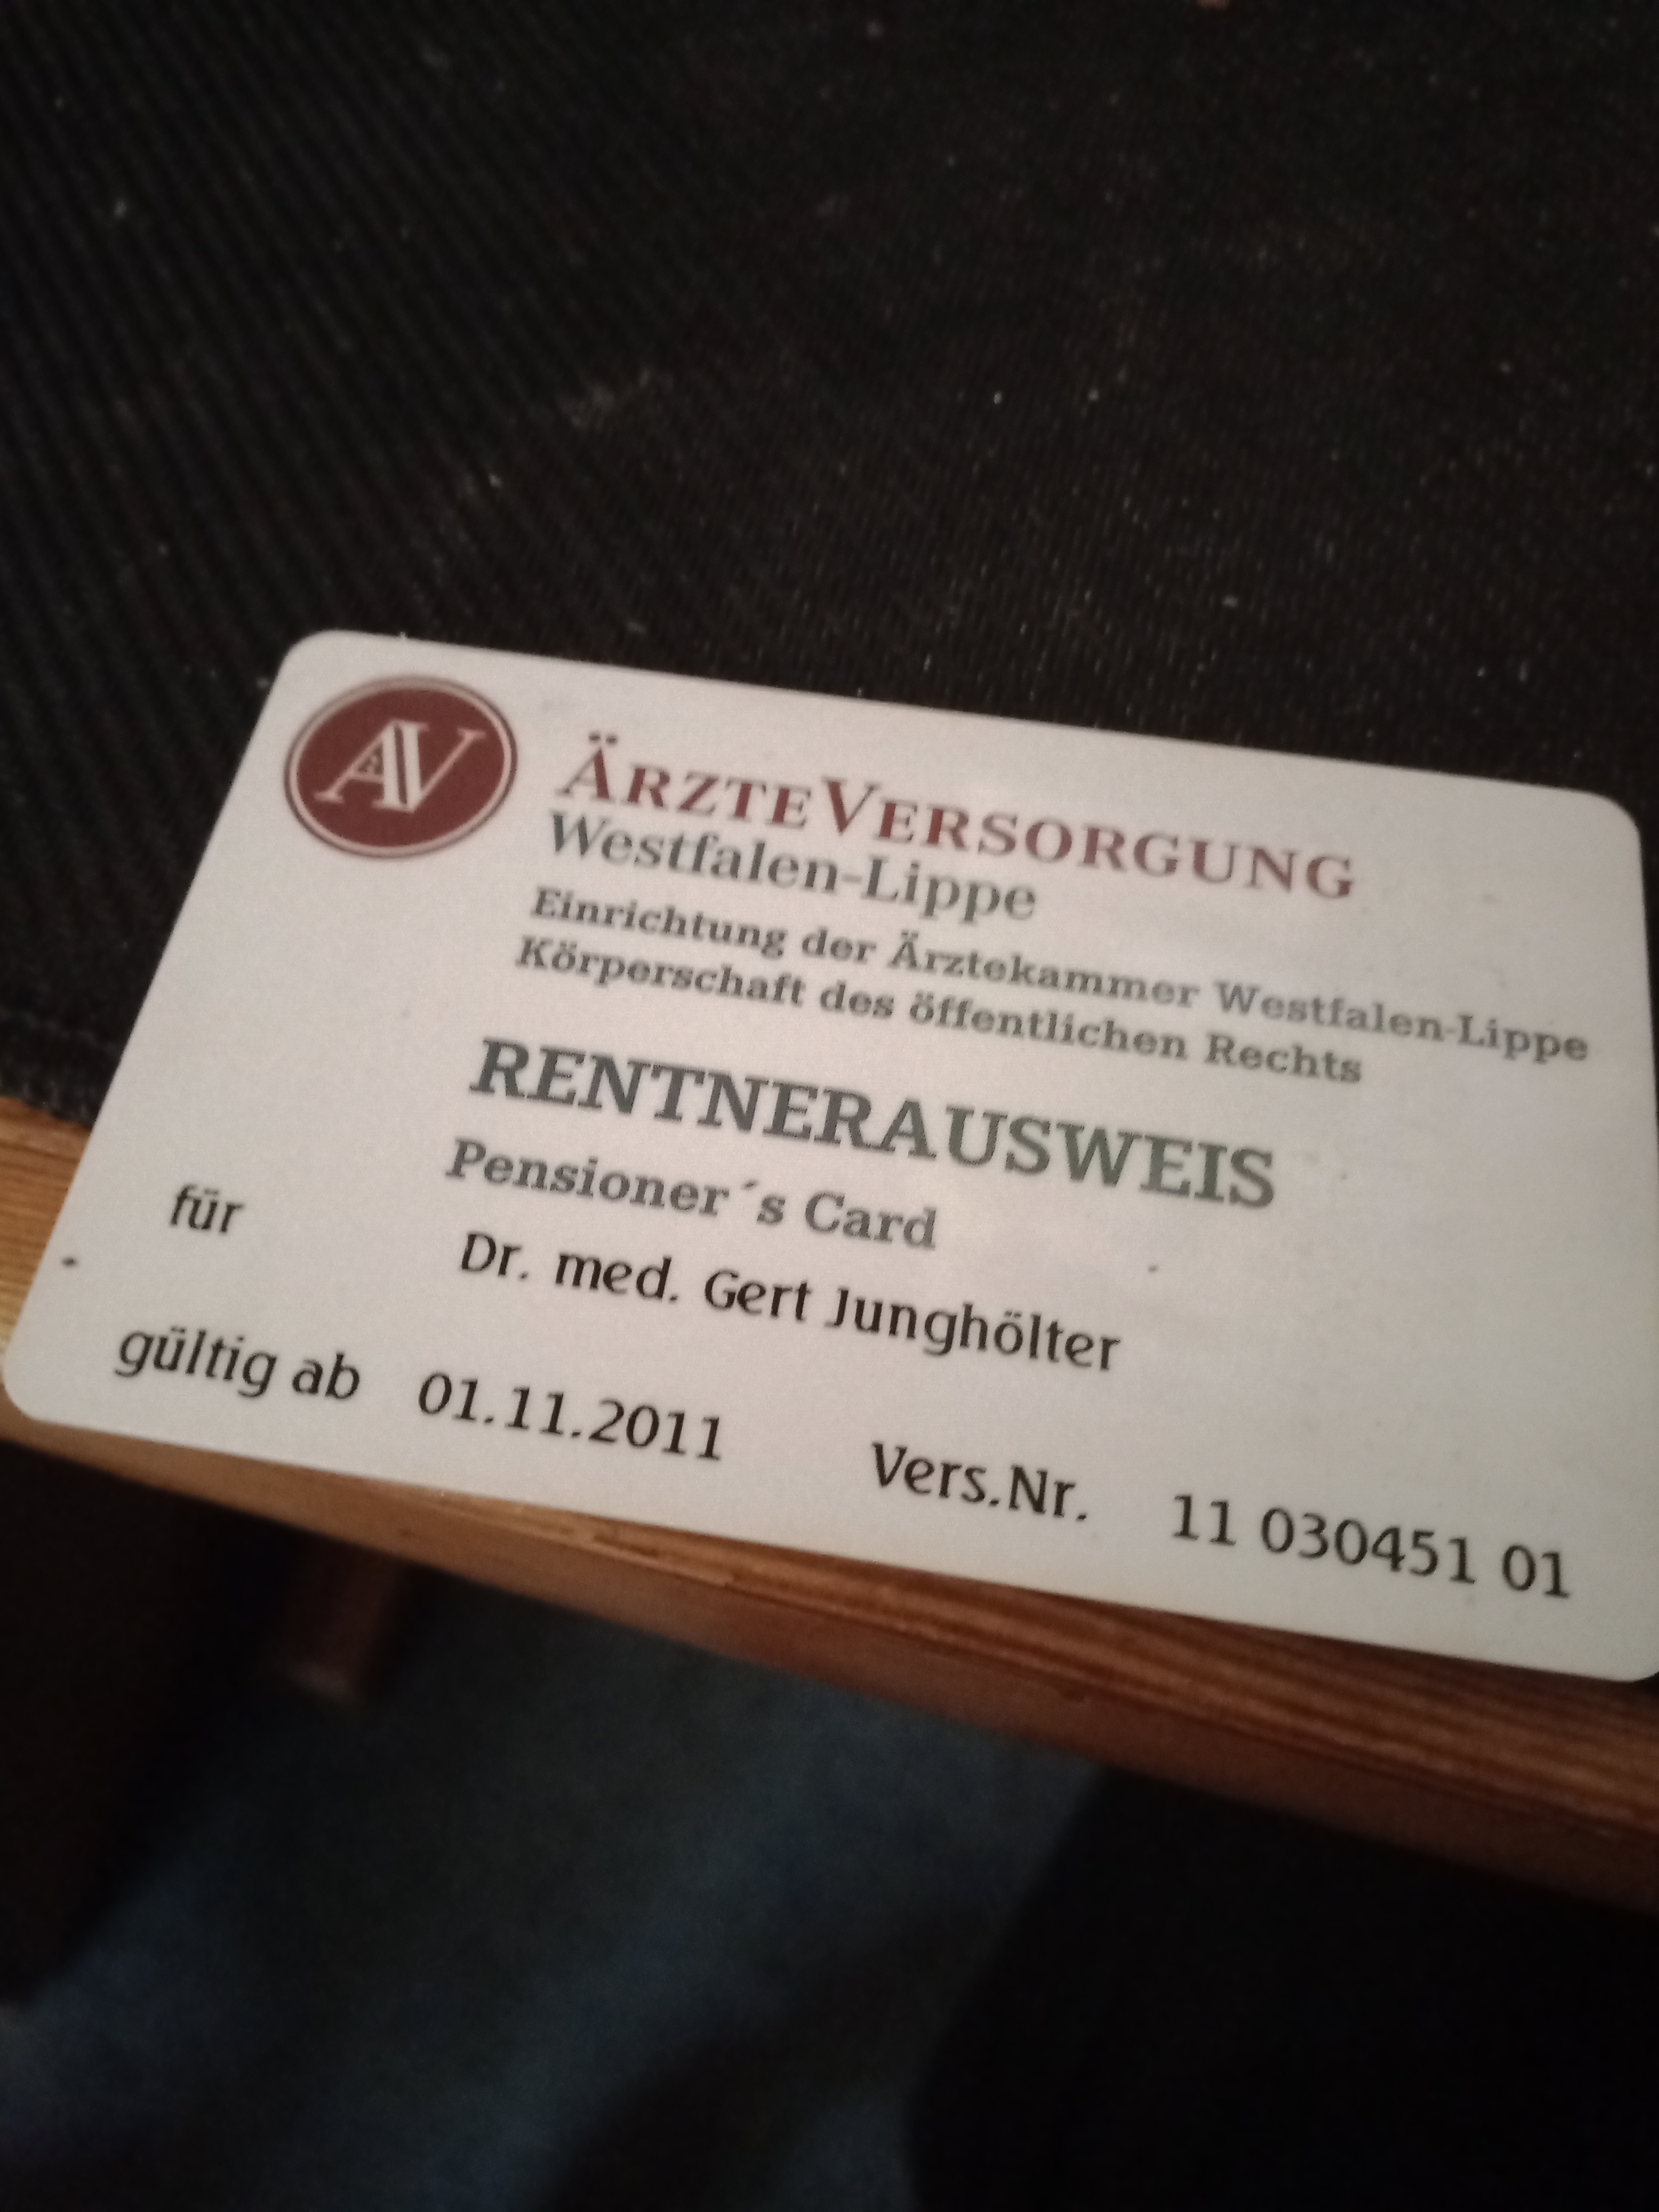 ÄV
ÄRZTEVERSORGUNG
Westfalen-Lippe
Einrichtung der Ärztekammer Westfalen-Lippe
Körperschaft des öffentlichen Rechts
RENTNERAUSWEIS
Pensioner´s Card
für Dr. med. Gert Junghölter
gültig ab 01.11.2011 Vers.Nr. 11 030451 01